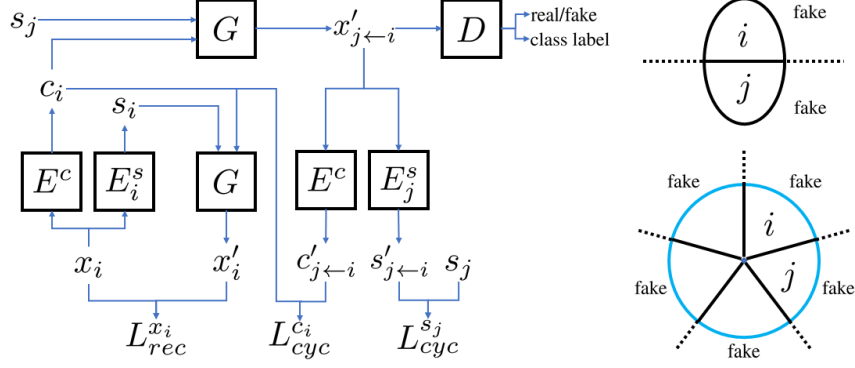 s_j
G
x'_{j←i}
D
real/fake
class label
c_i
s_i
E^c
E^s_i
G
E^c
E^s_j
x_i
x'_i
c'_{j←i}
s'_{j←i}
s_j
L^{x_i}_{rec}
L^{c_i}_{cyc}
L^{s_j}_{cyc}
fake
i
j
fake
fake
fake
i
j
fake
fake
fake